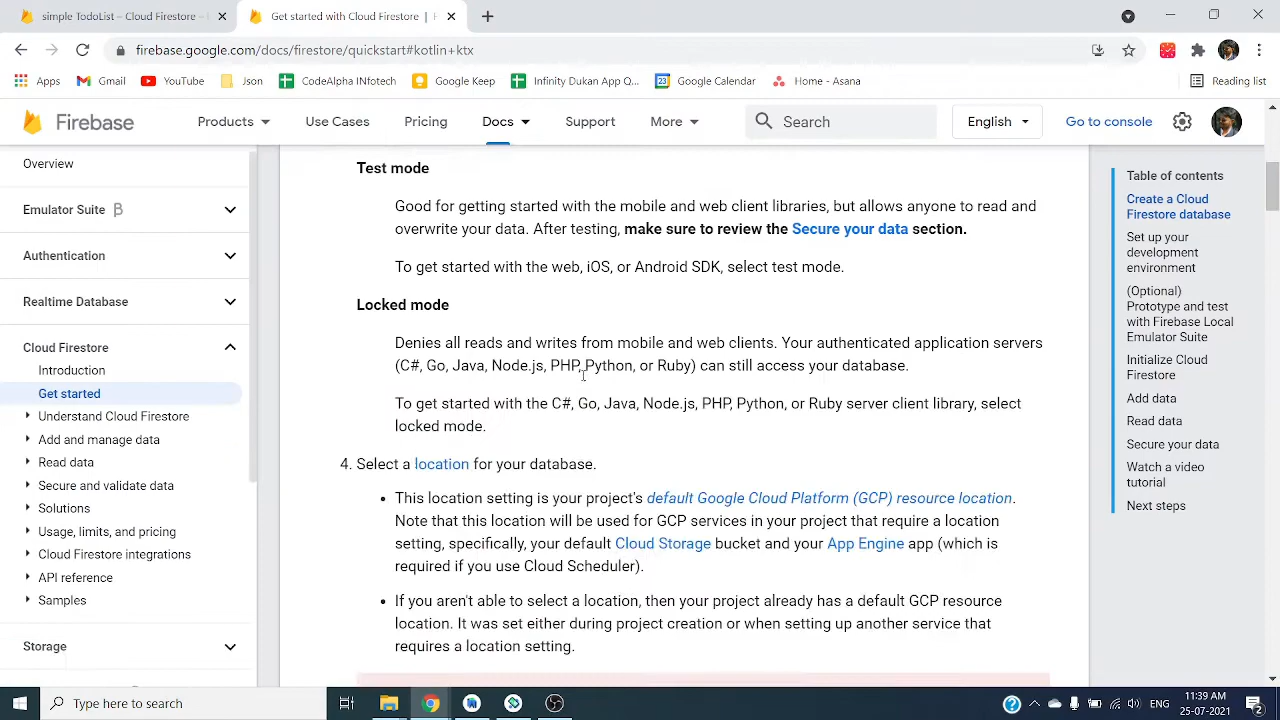 simple TodoList – Cloud Firestore –
Get started with Cloud Firestore |
firebase.google.com/docs/firestore/quickstart#kotlin+ktx
Apps
Gmail
YouTube
Json
CodeAlpha INfotech
Google Keep
Infinity Dukan App Q...
23
Google Calendar
Home - Asana
Reading list
Firebase
Products
Use Cases
Pricing
Docs
Support
More
Search
English
Go to console
Overview
Emulator Suite β
Authentication
Realtime Database
Cloud Firestore
Introduction
Get started
Understand Cloud Firestore
Add and manage data
Read data
Secure and validate data
Solutions
Usage, limits, and pricing
Cloud Firestore integrations
API reference
Samples
Storage
Test mode
Good for getting started with the mobile and web client libraries, but allows anyone to read and
overwrite your data. After testing, make sure to review the Secure your data section.
To get started with the web, iOS, or Android SDK, select test mode.
Locked mode
Denies all reads and writes from mobile and web clients. Your authenticated application servers
(C#, Go, Java, Node.js, PHP, Python, or Ruby) can still access your database.
To get started with the C#, Go, Java, Node.js, PHP, Python, or Ruby server client library, select
locked mode.
4. Select a location for your database.
• This location setting is your project's default Google Cloud Platform (GCP) resource location.
Note that this location will be used for GCP services in your project that require a location
setting, specifically, your default Cloud Storage bucket and your App Engine app (which is
required if you use Cloud Scheduler).
• If you aren't able to select a location, then your project already has a default GCP resource
location. It was set either during project creation or when setting up another service that
requires a location setting.
Table of contents
Create a Cloud
Firestore database
Set up your
development
environment
(Optional)
Prototype and test
with Firebase Local
Emulator Suite
Initialize Cloud
Firestore
Add data
Read data
Secure your data
Watch a video
tutorial
Next steps
Type here to search
ENG
11:39 AM
25-07-2021
2